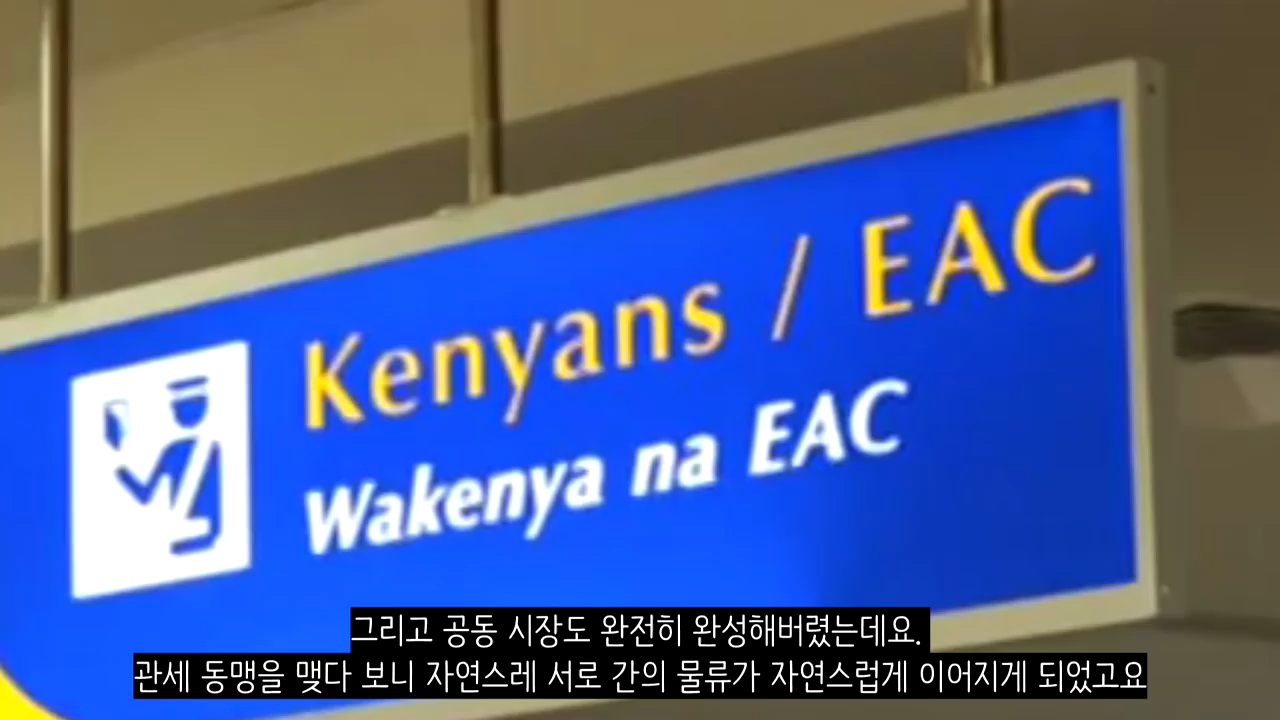 Kenyans / EAC
Wakenya na EAC
그리고 공동 시장도 완전히 완성해버렸는데요.
관세 동맹을 맺다 보니 자연스레 서로 간의 물류가 자연스럽게 이어지게 되었고요